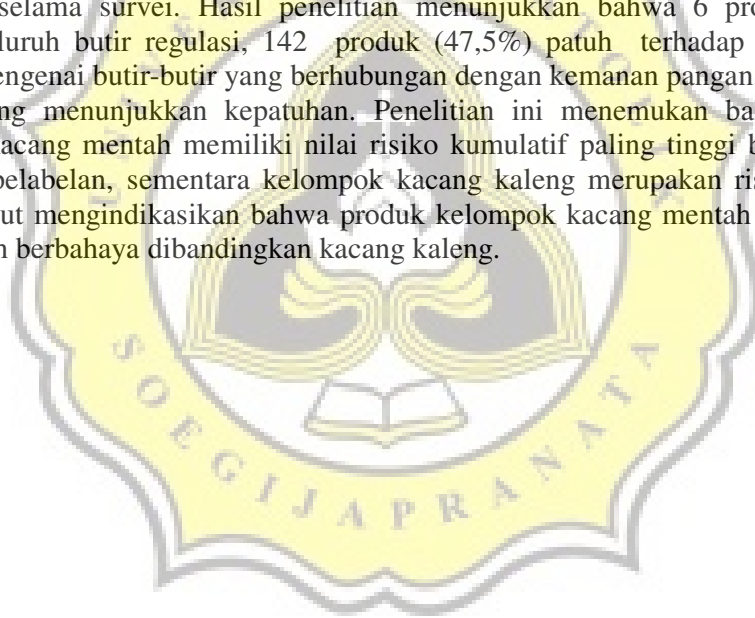 selama survei. Hasil penelitian menunjukkan bahwa 6 pro
luruh butir regulasi, 142 produk (47,5%) patuh terhadap
engenai butir-butir yang berhubungan dengan kemanan pangan
ng menunjukkan kepatuhan. Penelitian ini menemukan ba
kacang mentah memiliki nilai risiko kumulatif paling tinggi b
pelabelan, sementara kelompok kacang kaleng merupakan ris
ut mengindikasikan bahwa produk kelompok kacang mentah
n berbahaya dibandingkan kacang kaleng.
SOEGIJAPRANATA